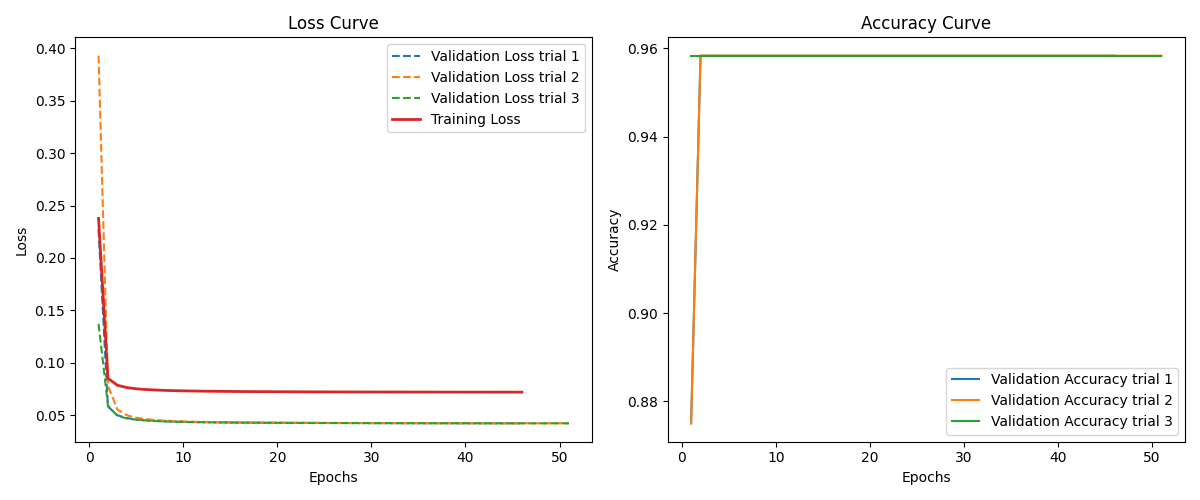 Loss Curve
0.40
0.35
0.30
0.25
0.20
0.15
0.10
0.05
Loss
0 10 20 30 40 50
Epochs
Validation Loss trial 1
Validation Loss trial 2
Validation Loss trial 3
Training Loss
Accuracy Curve
0.96
0.94
0.92
0.90
0.88
Accuracy
0 10 20 30 40 50
Epochs
Validation Accuracy trial 1
Validation Accuracy trial 2
Validation Accuracy trial 3